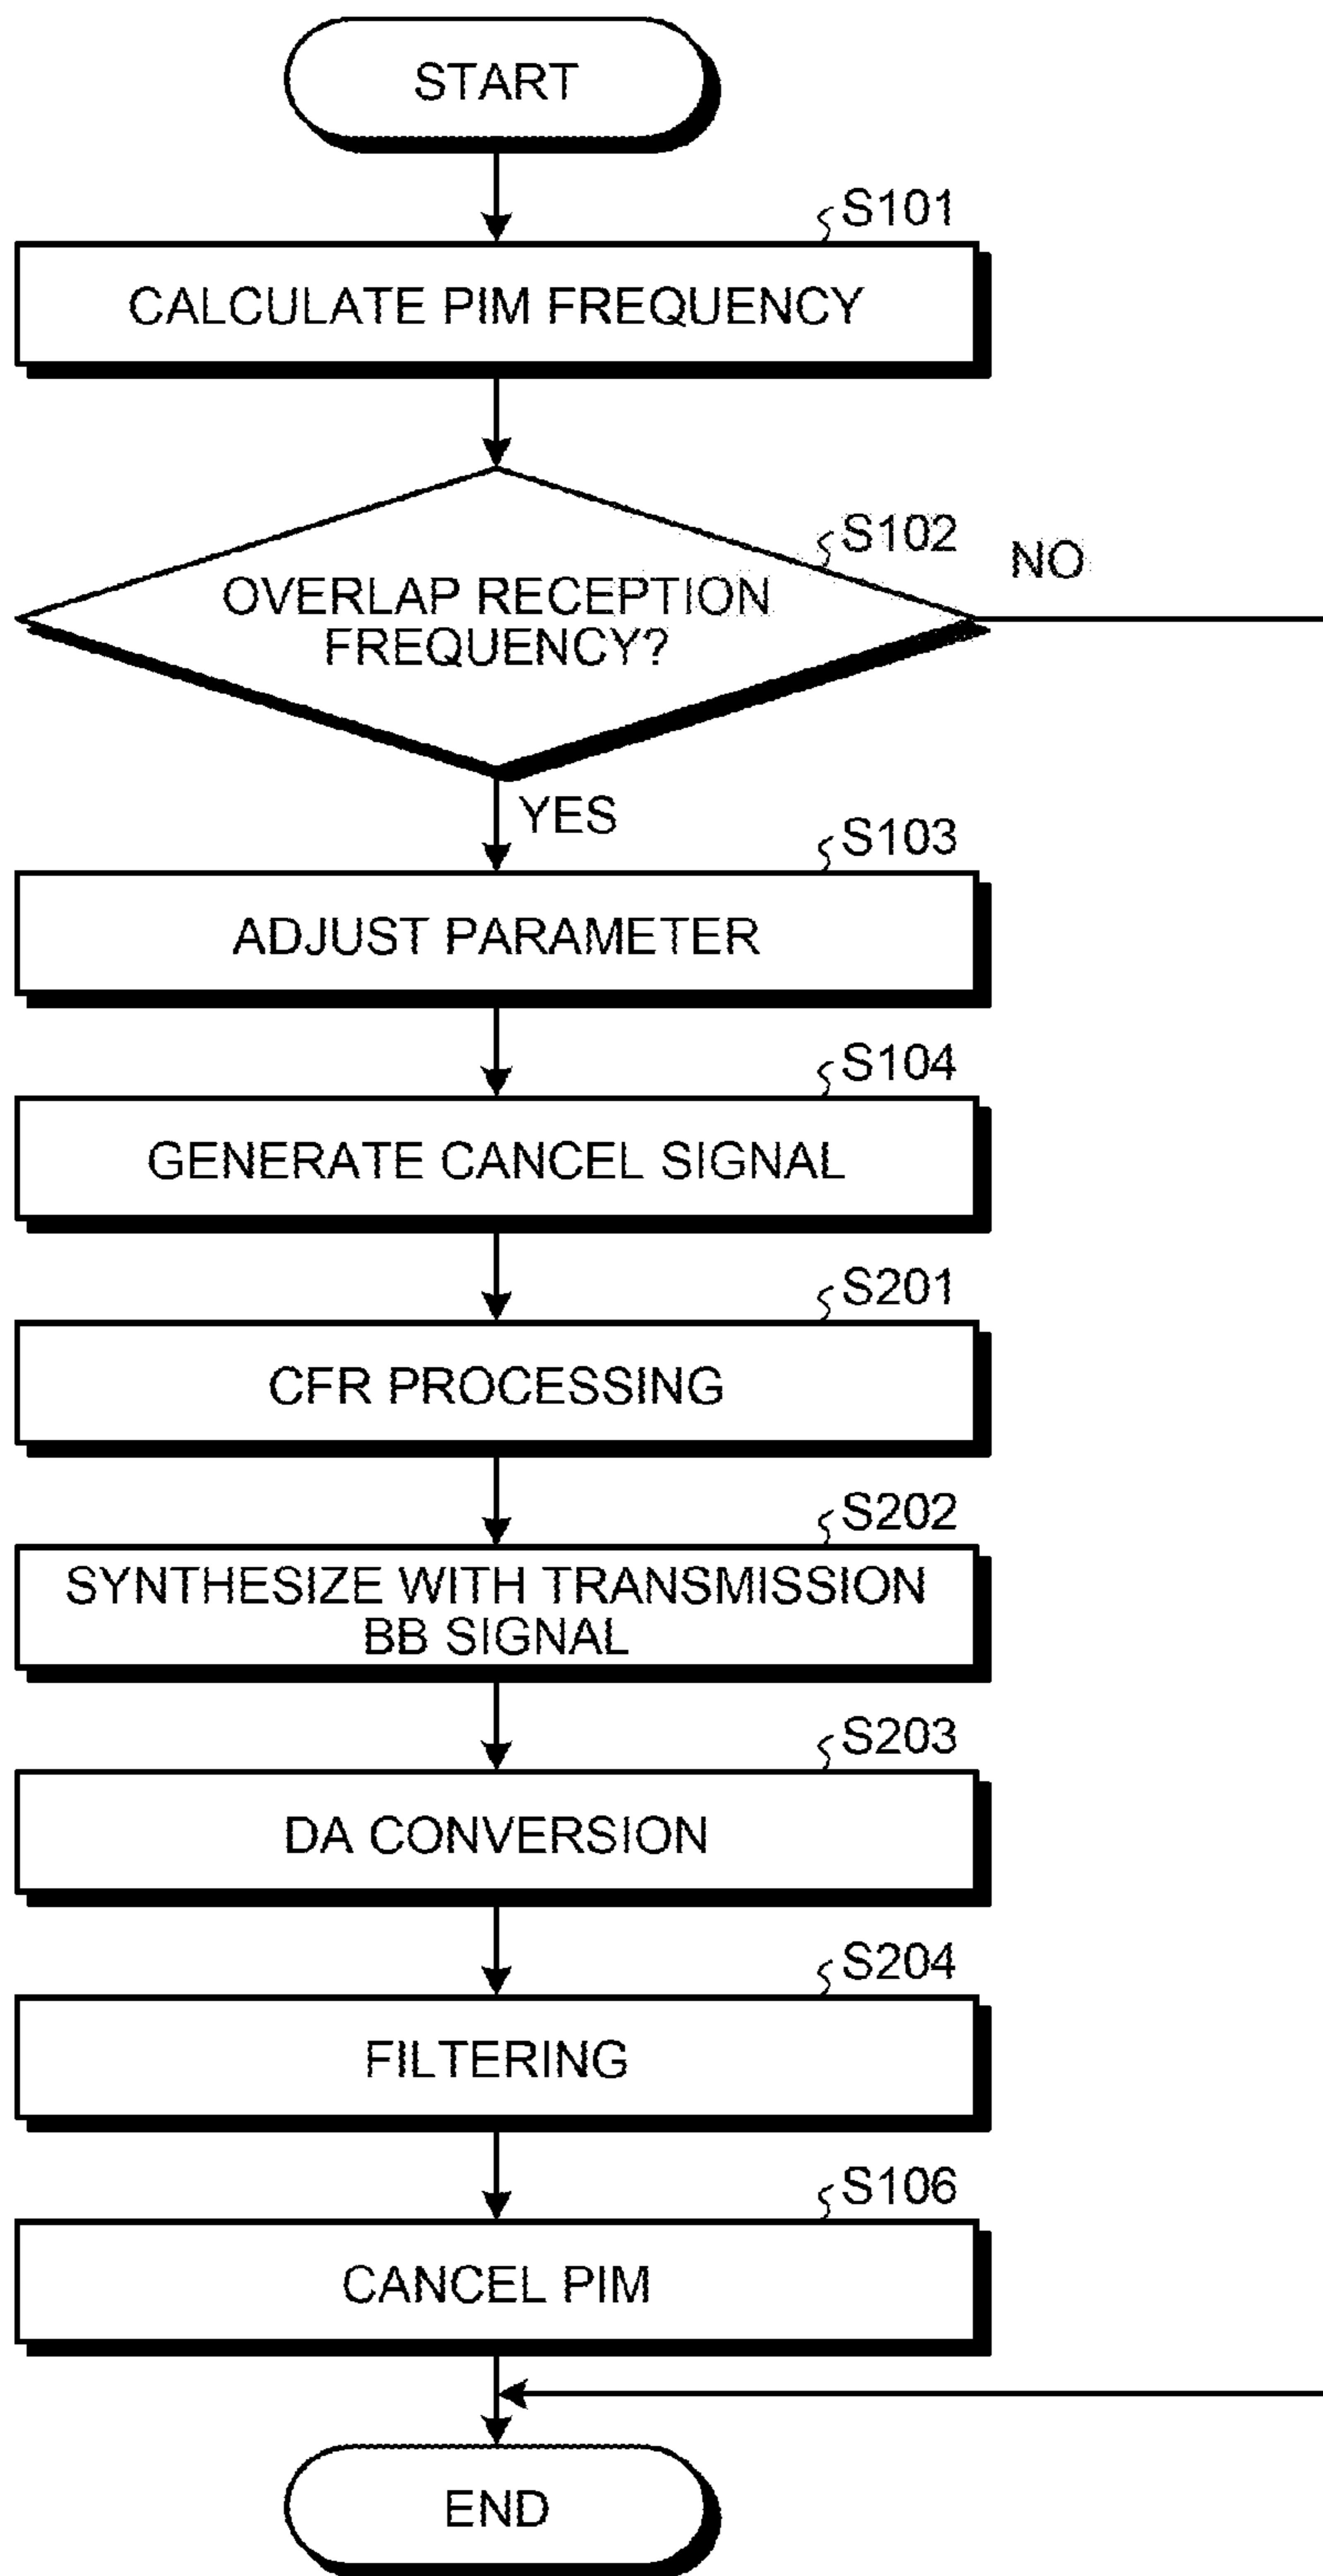 START
S101
CALCULATE PIM FREQUENCY
S102
NO
OVERLAP RECEPTION
FREQUENCY?
YES
S103
ADJUST PARAMETER
S104
GENERATE CANCEL SIGNAL
S201
CFR PROCESSING
S202
SYNTHESIZE WITH TRANSMISSION
BB SIGNAL
S203
DA CONVERSION
S204
FILTERING
S106
CANCEL PIM
END